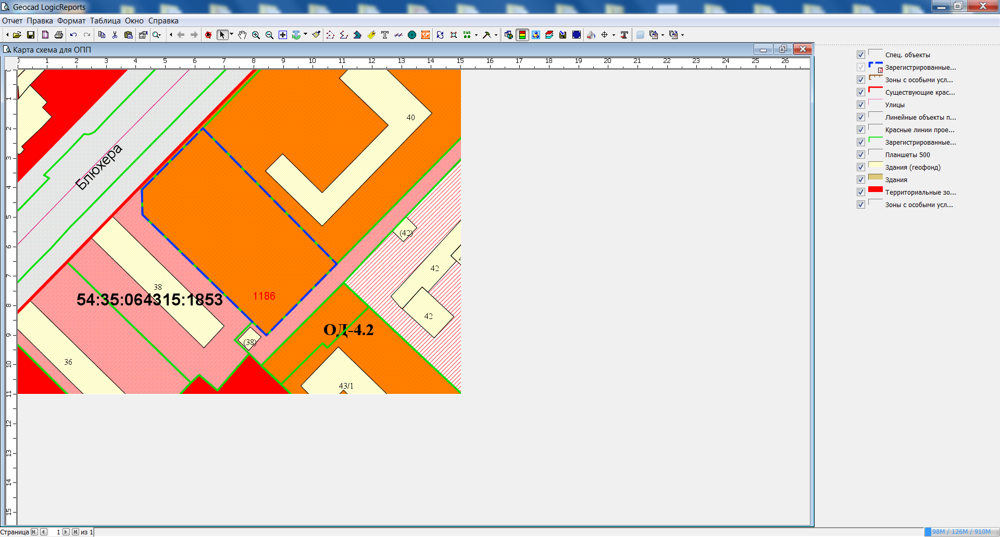 Geocad LogicReports
Отчет Правка Формат Таблица Окно Справка
Карта схема для ОПП
1 2 3 4 5 6 7 8 9 10 11 12 13 14 15 16 17 18 19 20 21 22 23 24 25 26
1
2
3
4
5
6
7
8
9
10
11
12
13
14
15
40
Блюхера
(42)
42
38
54:35:064315:1853
1186
42
ОД-4.2
(38)
36
43/1
Спец. объекты
Зарегистрированные...
Зоны с особыми усл...
Существующие крас...
Улицы
Линейные объекты п...
Красные линии прое...
Зарегистрированные...
Планшеты 500
Здания (геофонд)
Здания
Территориальные зо...
Зоны с особыми усл...
Страница 1 из 1
98M / 126M / 910M